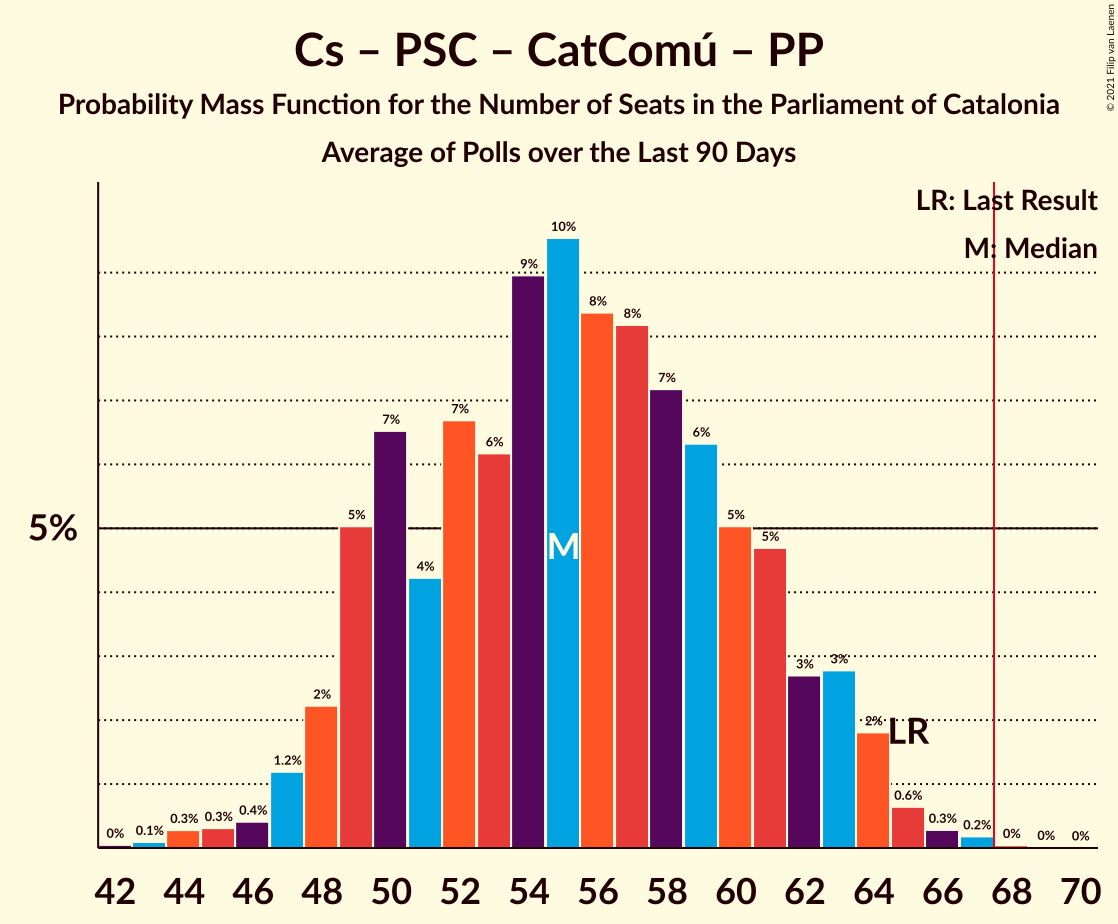 Cs – PSC – CatComú – PP
Probability Mass Function for the Number of Seats in the Parliament of Catalonia
Average of Polls over the Last 90 Days
© 2021 Filip van Laenen
LR: Last Result
M: Median
5%
0% 0.1% 0.3% 0.3% 0.4% 1.2% 2% 5% 7% 4% 7% 6% 9% 10% 8% 8% 7% 6% 5% 5% 3% 3% 2% 0.6% 0.3% 0.2% 0% 0% 0%
M
LR
42 44 46 48 50 52 54 56 58 60 62 64 66 68 70